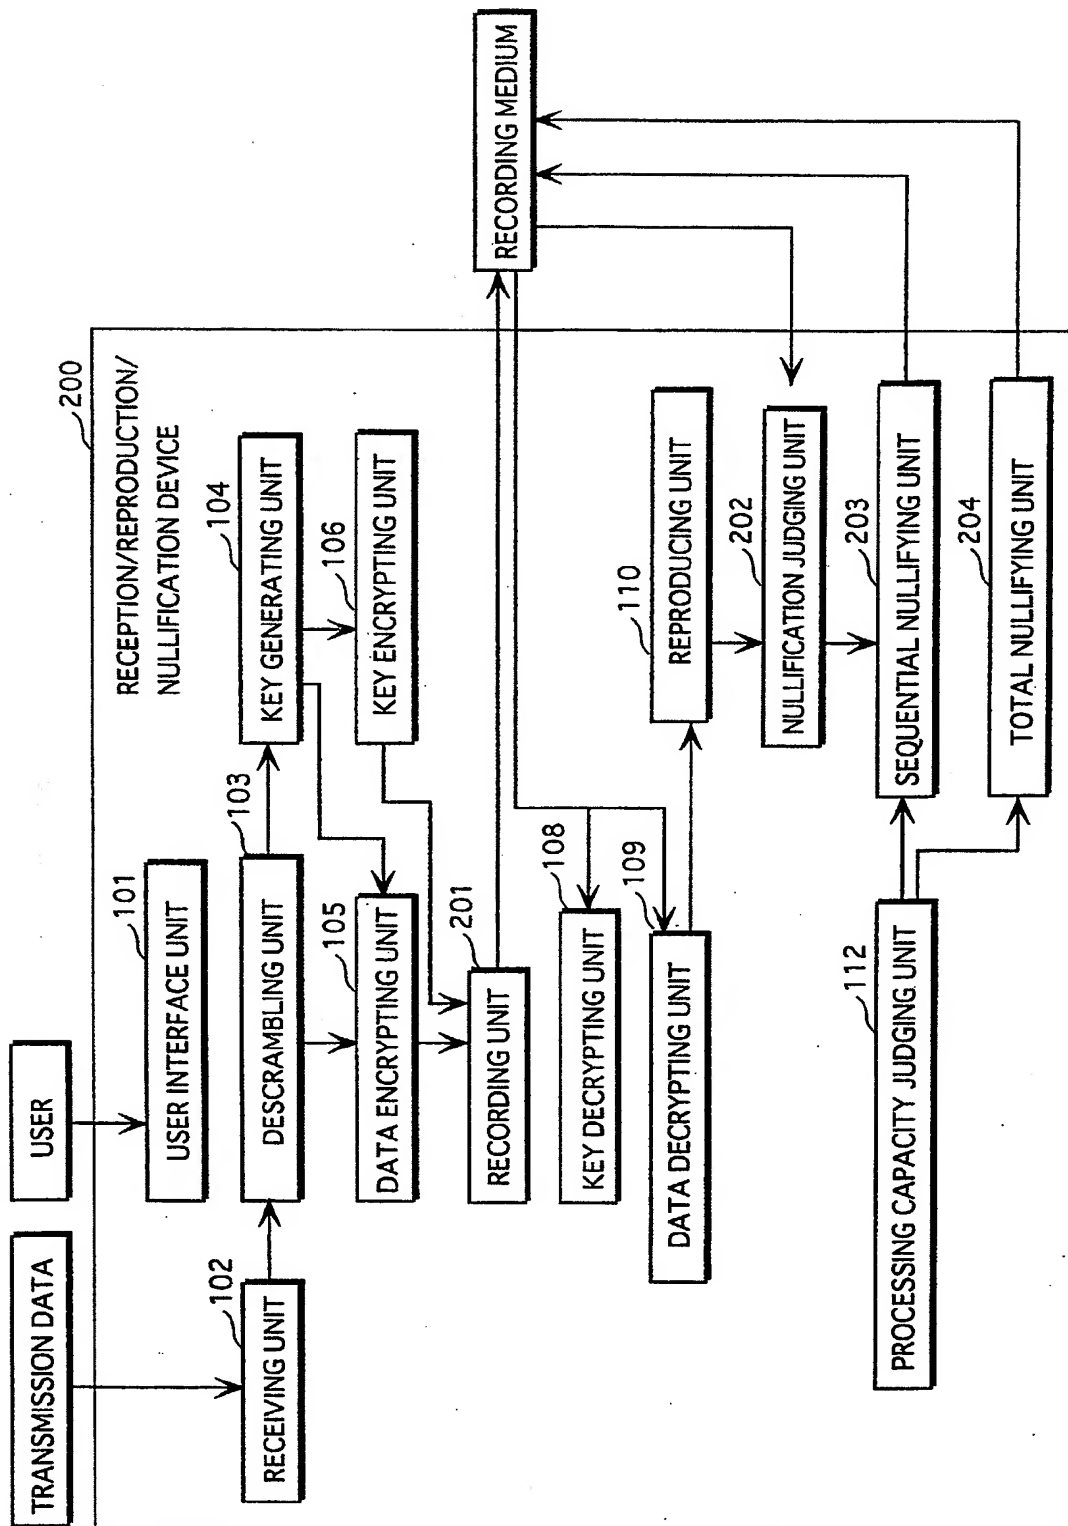 TRANSMISSION DATA
USER
RECORDING MEDIUM
200
RECEPTION/REPRODUCTION/
NULLIFICATION DEVICE
101
USER INTERFACE UNIT
102
RECEIVING UNIT
103
DESCRAMBLING UNIT
104
KEY GENERATING UNIT
105
DATA ENCRYPTING UNIT
106
KEY ENCRYPTING UNIT
201
RECORDING UNIT
108
KEY DECRYPTING UNIT
109
DATA DECRYPTING UNIT
110
REPRODUCING UNIT
202
NULLIFICATION JUDGING UNIT
112
PROCESSING CAPACITY JUDGING UNIT
203
SEQUENTIAL NULLIFYING UNIT
204
TOTAL NULLIFYING UNIT